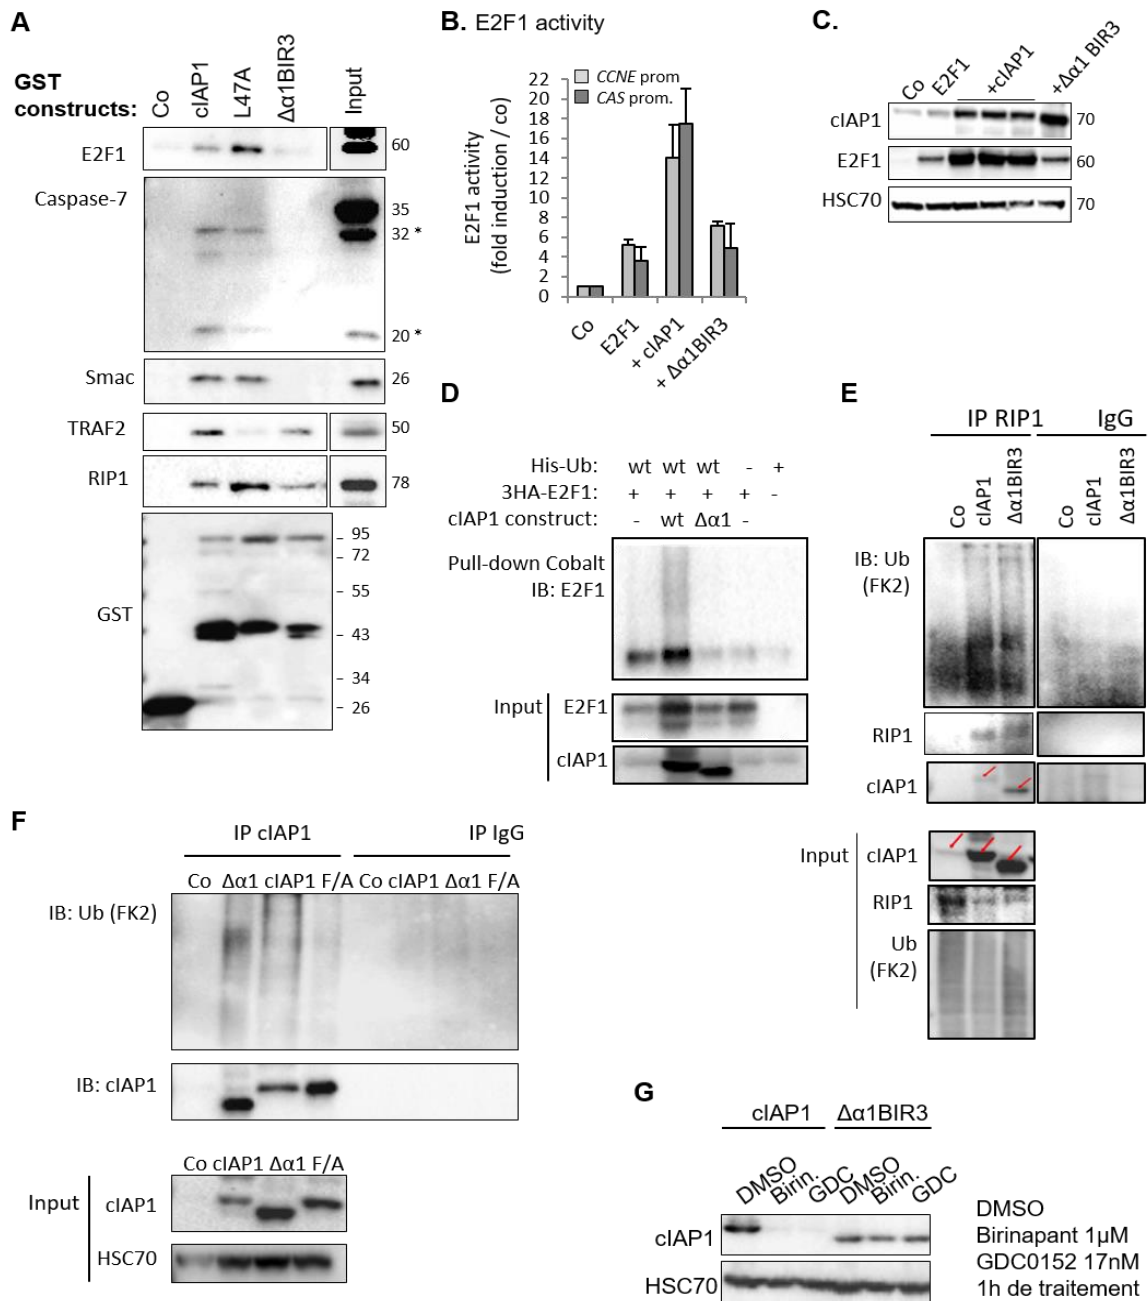 A
GST
constructs:
Co
cIAP1
L47A
Δα1BIR3
Input
E2F1
60
Caspase-7
35
32 *
20 *
Smac
26
TRAF2
50
RIP1
78
GST
- 95
- 72
- 55
- 43
- 34
- 26
B. E2F1 activity
E2F1 activity
(fold induction / co)
22
20
18
16
14
12
10
8
6
4
2
0
CCNE prom
CAS prom.
Co
E2F1
+ cIAP1
+ Δα1BIR3
C.
Co
E2F1
+cIAP1
+Δα1 BIR3
cIAP1
70
E2F1
60
HSC70
70
D
His-Ub: wt wt wt - +
3HA-E2F1: + + + + -
cIAP1 construct: - wt Δα1 -
Pull-down Cobalt
IB: E2F1
Input
E2F1
cIAP1
E
IP RIP1 IgG
Co
cIAP1
Δα1BIR3
Co
cIAP1
Δα1BIR3
IB: Ub
(FK2)
RIP1
cIAP1
Input
cIAP1
RIP1
Ub
(FK2)
F
IP cIAP1 IP IgG
Co Δα1 cIAP1 F/A Co cIAP1 Δα1 F/A
IB: Ub (FK2)
IB: cIAP1
Co cIAP1 Δα1 F/A
Input
cIAP1
HSC70
G
cIAP1 Δα1BIR3
DMSO
Birin.
GDC
DMSO
Birin.
GDC
cIAP1
HSC70
DMSO
Birinapant 1µM
GDC0152 17nM
1h de traitement